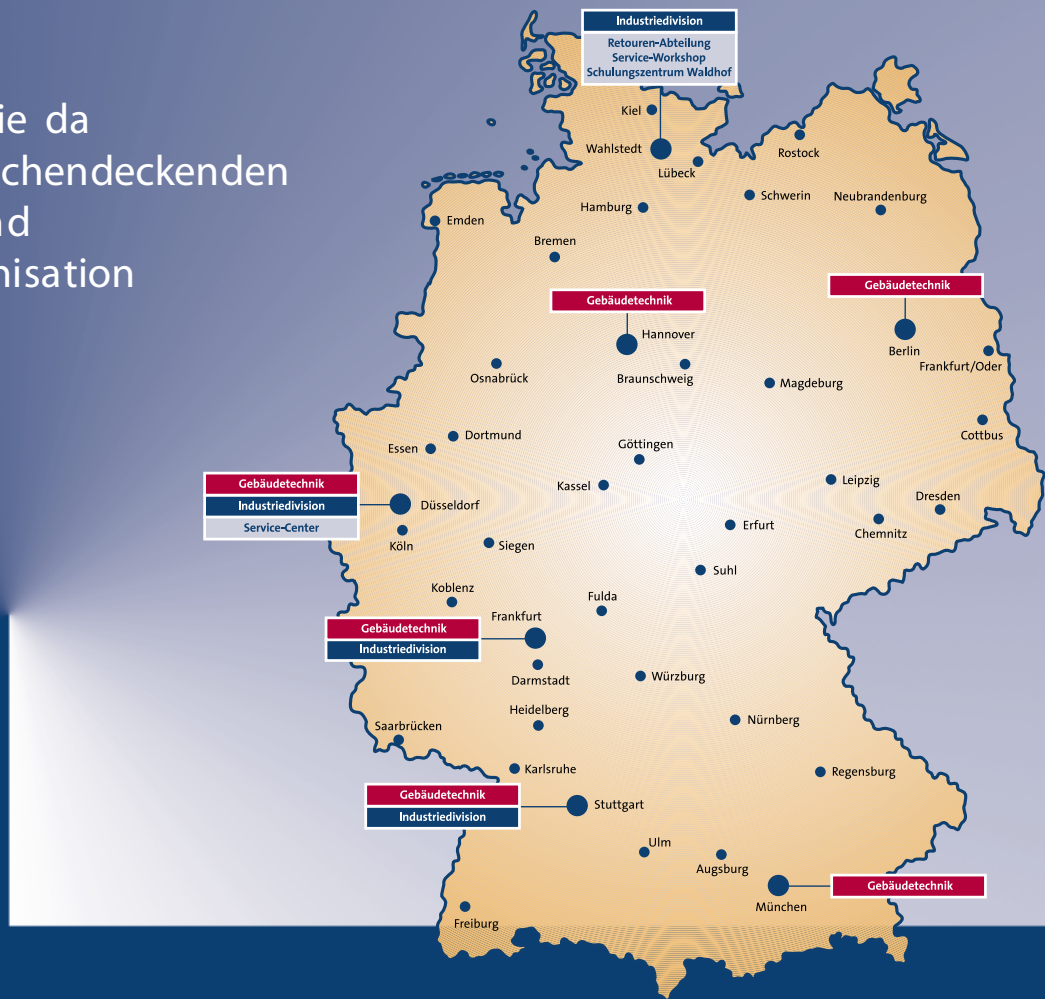 ie da
chendeckenden
nd
nisation
Industriedivision
Retouren-Abteilung
Service-Workshop
Schulungszentrum Waldhof
Kiel
Wahlstedt
Lübeck
Rostock
Hamburg
Schwerin
Neubrandenburg
Emden
Bremen
Gebäudetechnik
Hannover
Gebäudetechnik
Berlin
Frankfurt/Oder
Osnabrück
Braunschweig
Magdeburg
Dortmund
Essen
Göttingen
Cottbus
Kassel
Leipzig
Dresden
Gebäudetechnik
Industriedivision
Service-Center
Düsseldorf
Köln
Siegen
Erfurt
Chemnitz
Koblenz
Fulda
Suhl
Frankfurt
Gebäudetechnik
Industriedivision
Darmstadt
Würzburg
Heidelberg
Nürnberg
Saarbrücken
Karlsruhe
Regensburg
Gebäudetechnik
Industriedivision
Stuttgart
Ulm
Augsburg
München
Gebäudetechnik
Freiburg